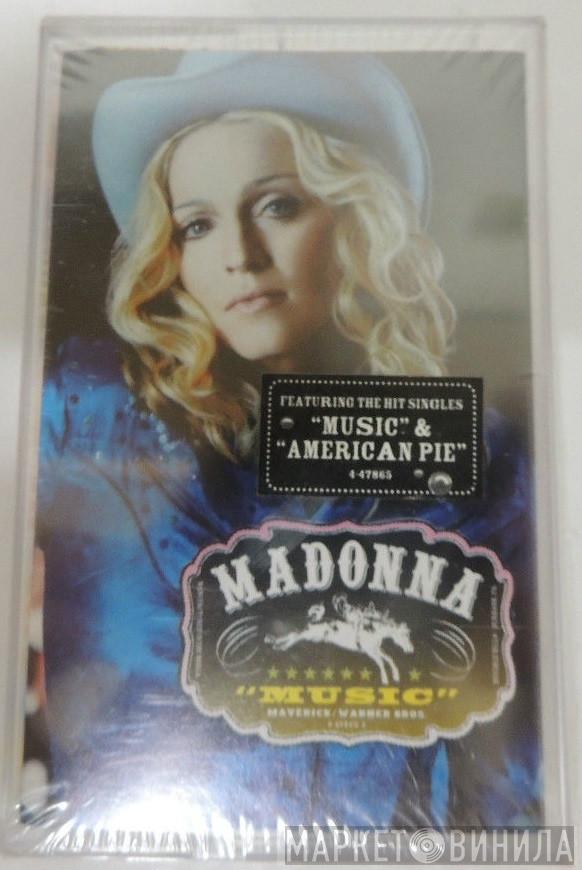 FEATURING THE HIT SINGLES
"MUSIC" &
"AMERICAN PIE"
4-47865
MADONNA
"MUSIC"
MAVERICK/WARNER BROS.
МАРКЕТ ВИНИЛА